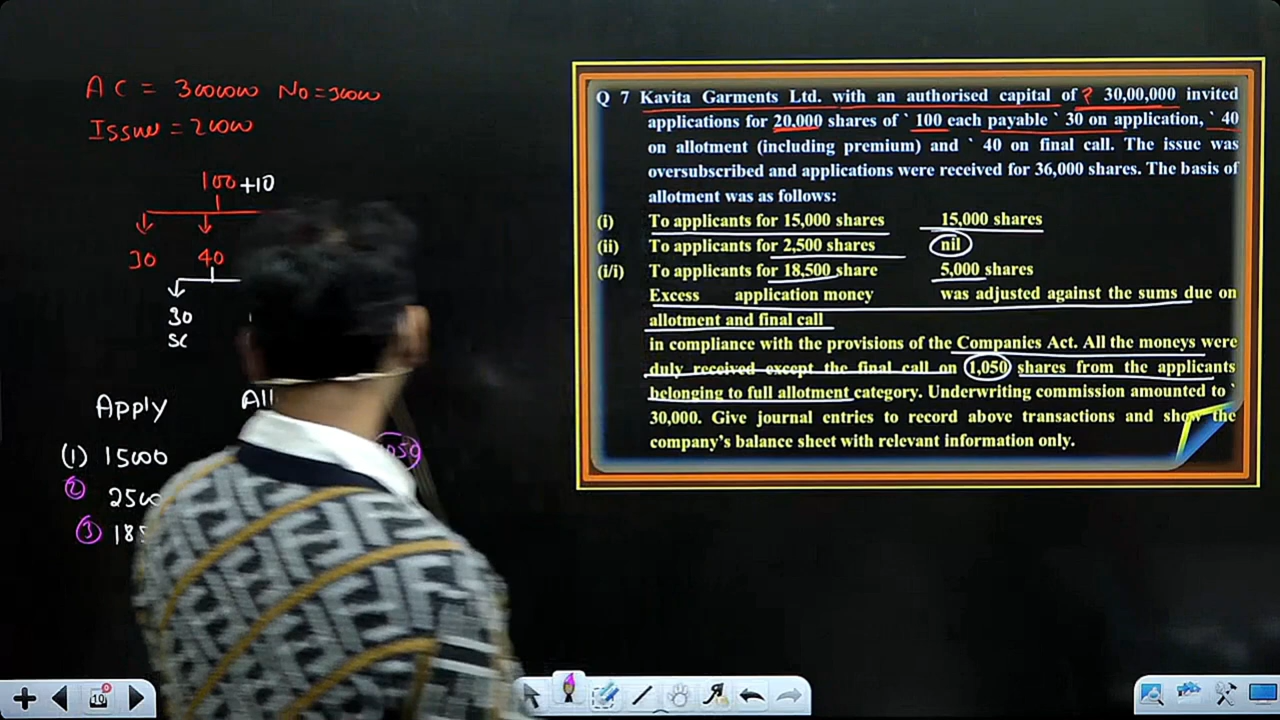 AC = 3000000 No = 30000
Issue = 20000
100 +10
30 40
30
SC
Apply All
(1) 15000
② 2500
③ 185
050
Q 7 Kavita Garments Ltd. with an authorised capital of ? 30,00,000 invited
applications for 20,000 shares of ` 100 each payable ` 30 on application, ` 40
on allotment (including premium) and ` 40 on final call. The issue was
oversubscribed and applications were received for 36,000 shares. The basis of
allotment was as follows:
(i) To applicants for 15,000 shares 15,000 shares
(ii) To applicants for 2,500 shares nil
(i/i) To applicants for 18,500 share 5,000 shares
Excess application money was adjusted against the sums due on
allotment and final call
in compliance with the provisions of the Companies Act. All the moneys were
duly received except the final call on 1,050 shares from the applicants
belonging to full allotment category. Underwriting commission amounted to `
30,000. Give journal entries to record above transactions and show the
company's balance sheet with relevant information only.
10